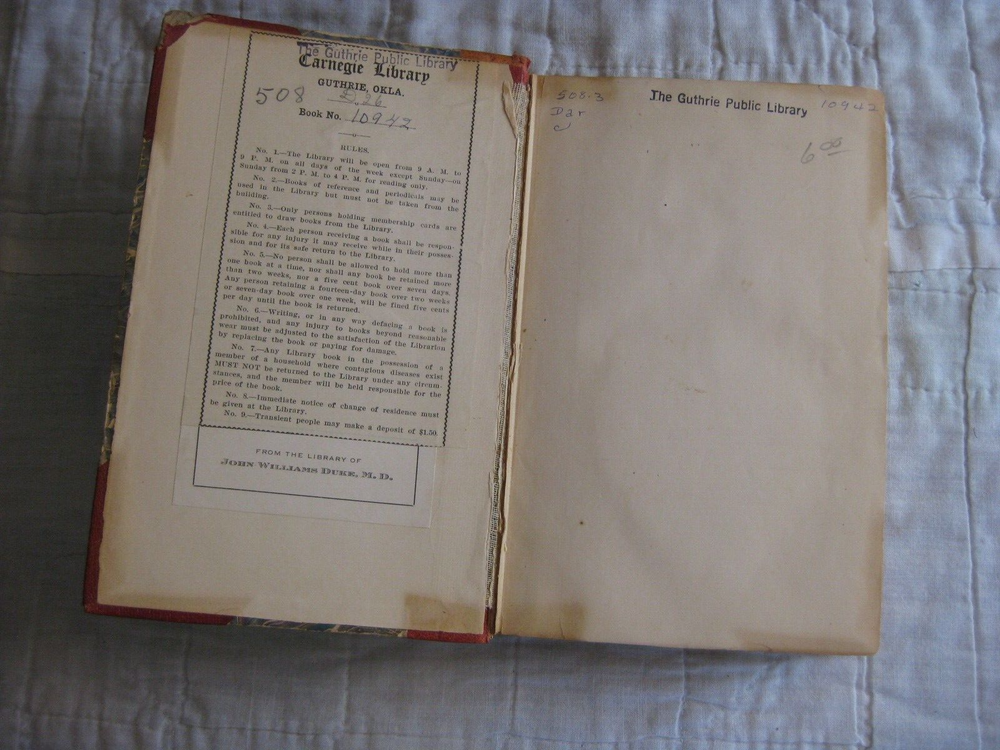 The Guthrie Public Library
Carnegie Library
GUTHRIE, OKLA.
508 D.26
Book No. 10942
RULES.
No. 1.—The Library will be open from 9 A. M. to
9 P. M. on all days of the week except Sunday—on
Sunday from 2 P. M. to 4 P. M. for reading only.
No. 2.—Books of reference and periodicals may be
used in the Library but must not be taken from the
building.
No. 3.—Only persons holding membership cards are
entitled to draw books from the Library.
No. 4.—Each person receiving a book shall be respon-
sible for any injury it may receive while in their posses-
sion and for its safe return to the Library.
No. 5.—No person shall be allowed to hold more than
one book at a time, nor shall any book be retained more
than two weeks, nor a five cent book over seven days.
Any person retaining a fourteen-day book over two weeks
or seven-day book over one week, will be fined five cents
per day until the book is returned.
No. 6.—Writing, or in any way defacing a book is
prohibited, and any injury to books beyond reasonable
wear must be adjusted to the satisfaction of the Librarian
by replacing the book or paying for damage.
No. 7.—Any Library book in the possession of a
member of a household where contagious diseases exist
MUST NOT be returned to the Library under any circum-
stances, and the member will be held responsible for the
price of the book.
No. 8.—Immediate notice of change of residence must
be given at the Library.
No. 9.—Transient people may make a deposit of $1.50
FROM THE LIBRARY OF
JOHN WILLIAMS DUKE, M. D.
508.3 The Guthrie Public Library 10942
Dar
c
6 00